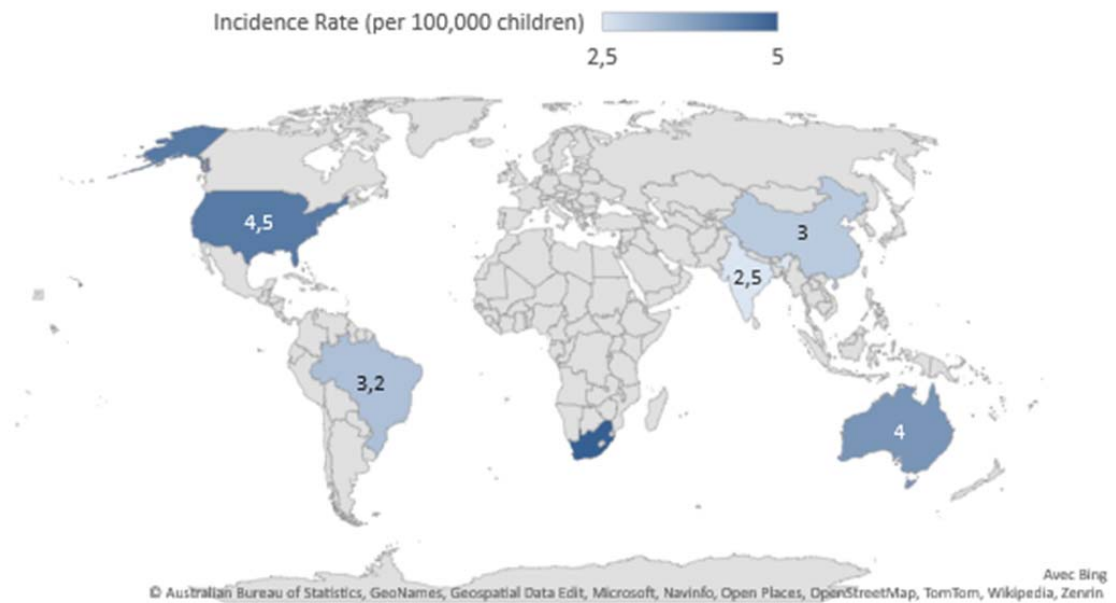 Incidence Rate (per 100,000 children)
2,5 5
4,5
3
2,5
3,2
4
Avec Bing
© Australian Bureau of Statistics, GeoNames, Geospatial Data Edit, Microsoft, Navinfo, Open Places, OpenStreetMap, TomTom, Wikipedia, Zenrin